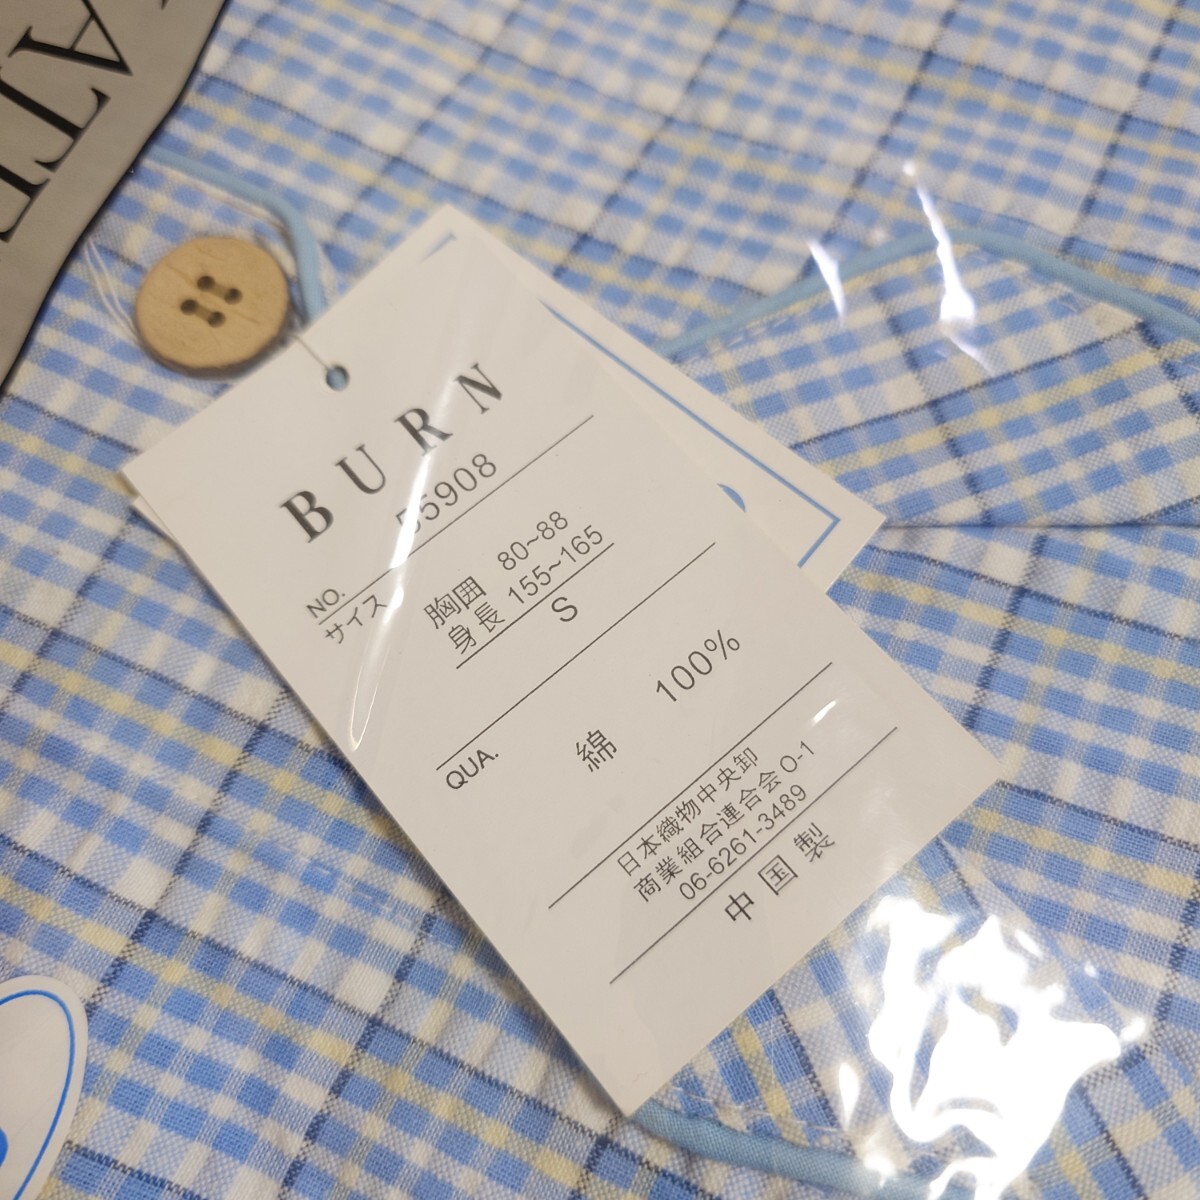 BURN
NO. 55908
サイズ 胸囲 80~88
身長 155~165
S
QUA. 綿 100%
日本織物中央卸
商業組合連合会 O-1
06-6261-3489
中国製